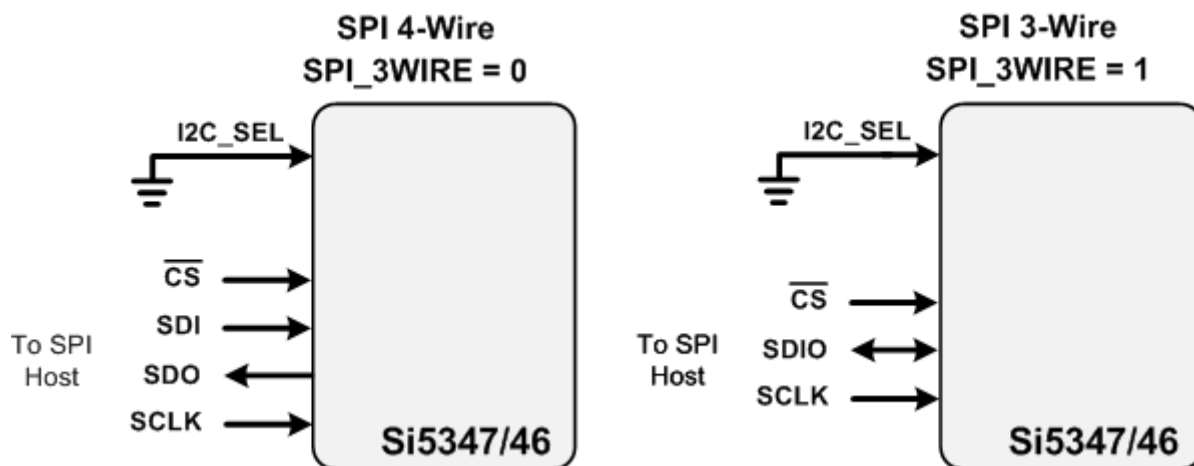 SPI 4-Wire
SPI_3WIRE = 0
I2C_SEL
CS
SDI
To SPI
Host
SDO
SCLK
Si5347/46
SPI 3-Wire
SPI_3WIRE = 1
I2C_SEL
CS
To SPI
Host
SDIO
SCLK
Si5347/46